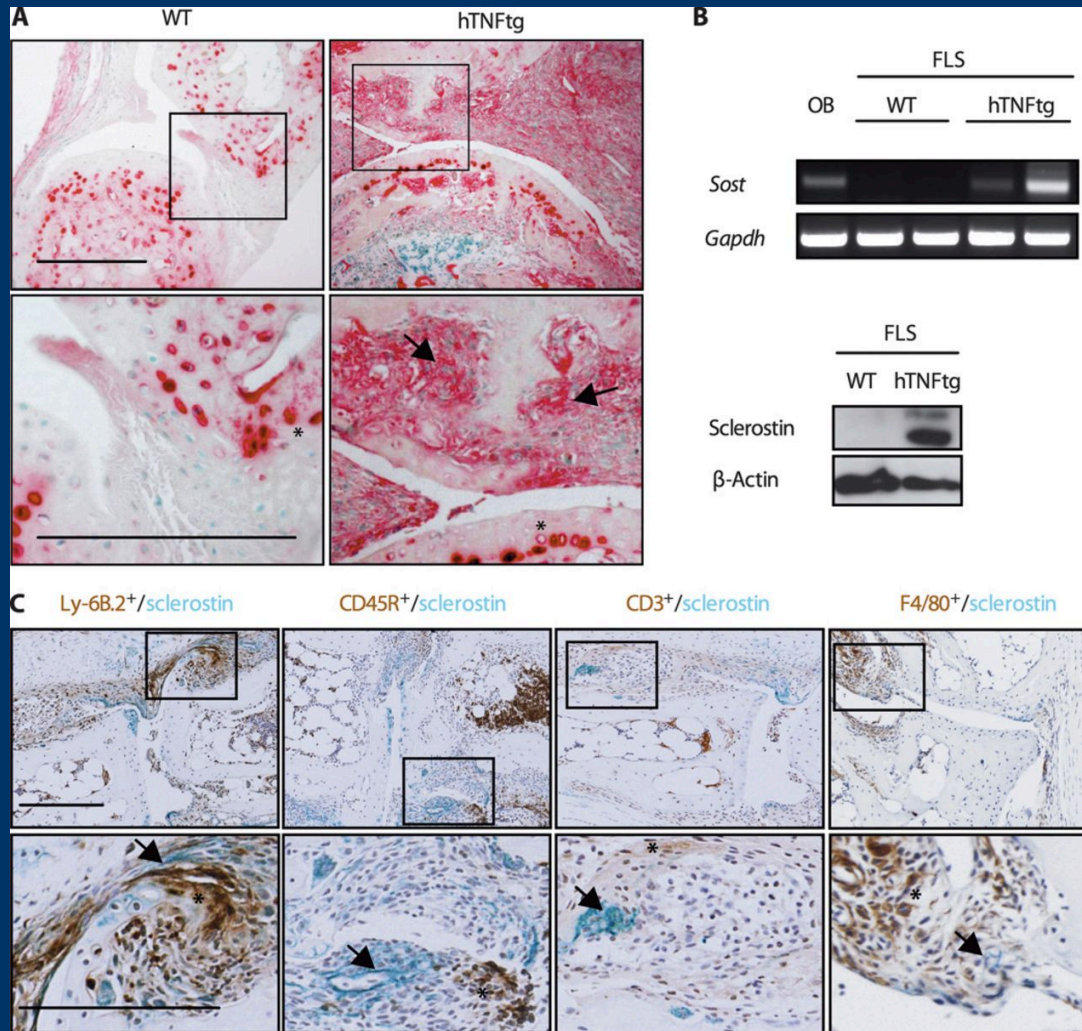 A
WT
hTNFtg
*
*
B
FLS
OB
WT
hTNFtg
Sost
Gapdh
FLS
WT hTNFtg
Sclerostin
β-Actin
C
Ly-6B.2⁺/sclerostin
CD45R⁺/sclerostin
CD3⁺/sclerostin
F4/80⁺/sclerostin
*
*
*
*